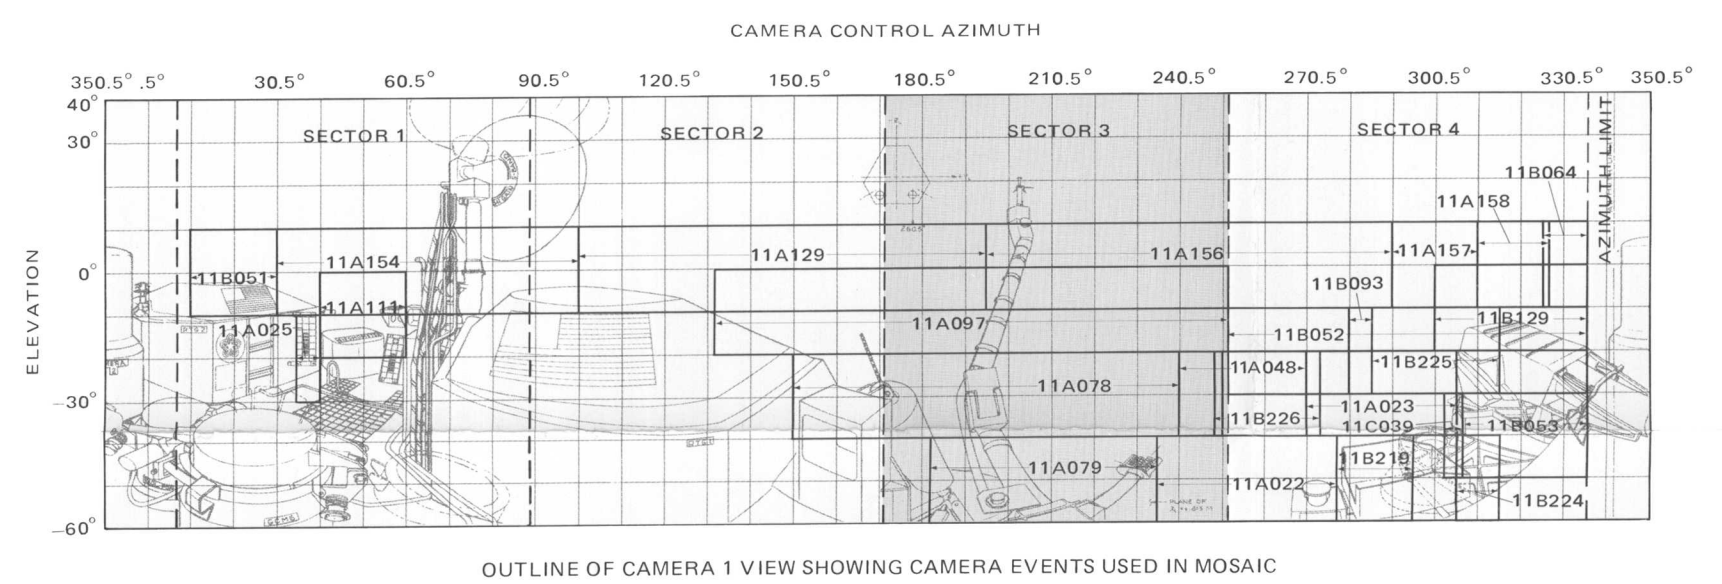 CAMERA CONTROL AZIMUTH
350.5° .5° 30.5° 60.5° 90.5° 120.5° 150.5° 180.5° 210.5° 240.5° 270.5° 300.5° 330.5° 350.5°
40°
30°
0°
–30°
–60°
ELEVATION
SECTOR 1 SECTOR 2 SECTOR 3 SECTOR 4
AZIMUTH LIMIT
11B064
11A158
11B051 11A154 11A129 11A156 11A157
11B093
11A111
11A025 11A097 11B052 11B129
11A078 11A048 11B225
11B226 11A023
11C039 11B053
11A079 11B219
11A022 11B224
PLANE OF
OUTLINE OF CAMERA 1 VIEW SHOWING CAMERA EVENTS USED IN MOSAIC